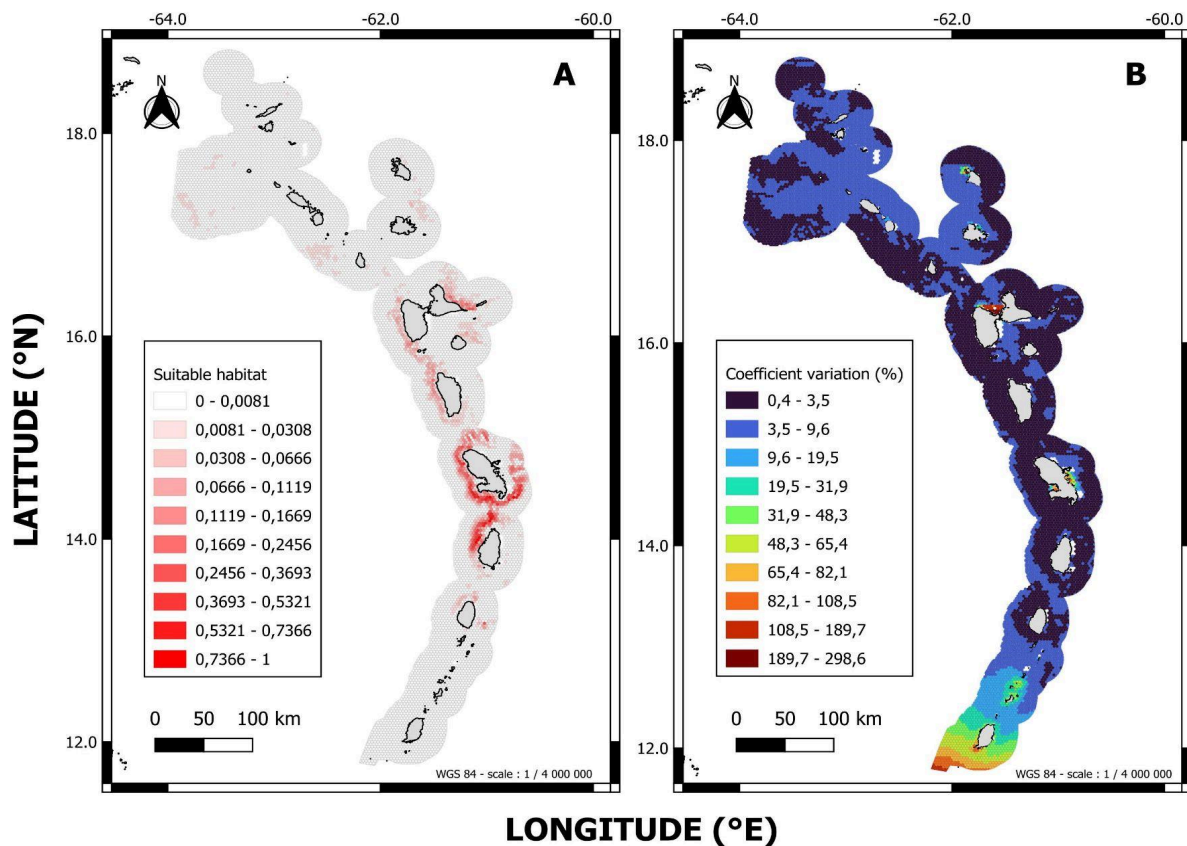 -64.0 -62.0 -60.0
-64.0 -62.0 -60.0
N
A
N
B
18.0
18.0
16.0
16.0
14.0
14.0
12.0
12.0
LATITUDE (°N)
Suitable habitat
0 - 0,0081
0,0081 - 0,0308
0,0308 - 0,0666
0,0666 - 0,1119
0,1119 - 0,1669
0,1669 - 0,2456
0,2456 - 0,3693
0,3693 - 0,5321
0,5321 - 0,7366
0,7366 - 1
0 50 100 km
WGS 84 - scale : 1 / 4 000 000
Coefficient variation (%)
0,4 - 3,5
3,5 - 9,6
9,6 - 19,5
19,5 - 31,9
31,9 - 48,3
48,3 - 65,4
65,4 - 82,1
82,1 - 108,5
108,5 - 189,7
189,7 - 298,6
0 50 100 km
WGS 84 - scale : 1 / 4 000 000
LONGITUDE (°E)